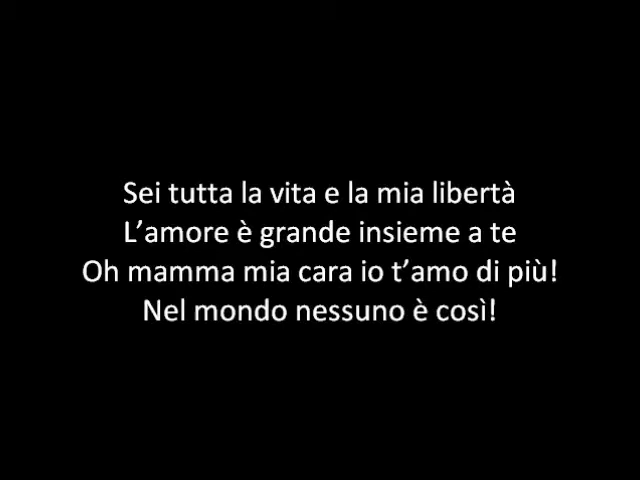 Sei tutta la vita e la mia libertà
L’amore è grande insieme a te
Oh mamma mia cara io t’amo di più!
Nel mondo nessuno è così!